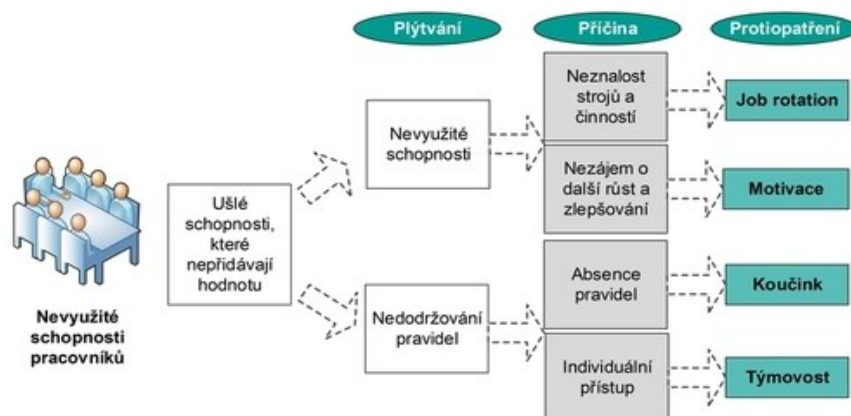 Plýtvání
Příčina
Protiopatření
Nevyužité
schopnosti
pracovníků
Ušlé
schopnosti,
které
nepřidávají
hodnotu
Nevyužité
schopnosti
Neznalost
strojů a
činností
Job rotation
Nezájem o
další růst a
zlepšování
Motivace
Nedodržování
pravidel
Absence
pravidel
Koučink
Individuální
přístup
Týmovost